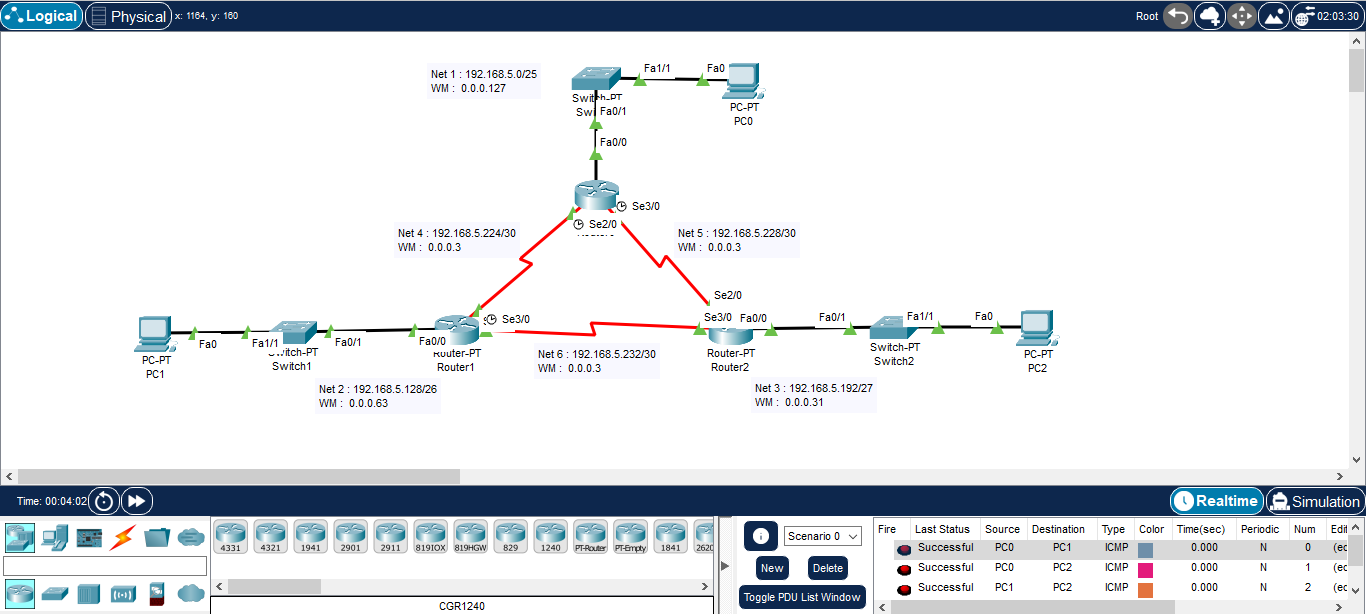 Logical
Physical
x: 1164, y: 160
Root
02:03:30
Net 1 : 192.168.5.0/25
WM : 0.0.0.127
Fa1/1
Fa0
Switch-PT
Fa0/1
PC-PT
PC0
Fa0/0
Se3/0
Se2/0
Net 4 : 192.168.5.224/30
WM : 0.0.0.3
Net 5 : 192.168.5.228/30
WM : 0.0.0.3
Se2/0
Se3/0
Se3/0
Fa0/0
Fa0/1
Fa1/1
Fa0
Fa0
Fa1/1
Fa0/1
Fa0/0
PC-PT
PC1
Switch-PT
Switch1
Router-PT
Router1
Net 6 : 192.168.5.232/30
WM : 0.0.0.3
Router-PT
Router2
Switch-PT
Switch2
PC-PT
PC2
Net 2 : 192.168.5.128/26
WM : 0.0.0.63
Net 3 : 192.168.5.192/27
WM : 0.0.0.31
Time: 00:04:02
Realtime
Simulation
4331
4321
1941
2901
2911
819IOX
819HGW
829
1240
PT-Router
PT-Empty
1841
2620
CGR1240
Scenario 0
New
Delete
Toggle PDU List Window
Fire Last Status Source Destination Type Color Time(sec) Periodic Num Edit
Successful PC0 PC1 ICMP 0.000 N 0 (ec
Successful PC0 PC2 ICMP 0.000 N 1 (ec
Successful PC1 PC2 ICMP 0.000 N 2 (ec